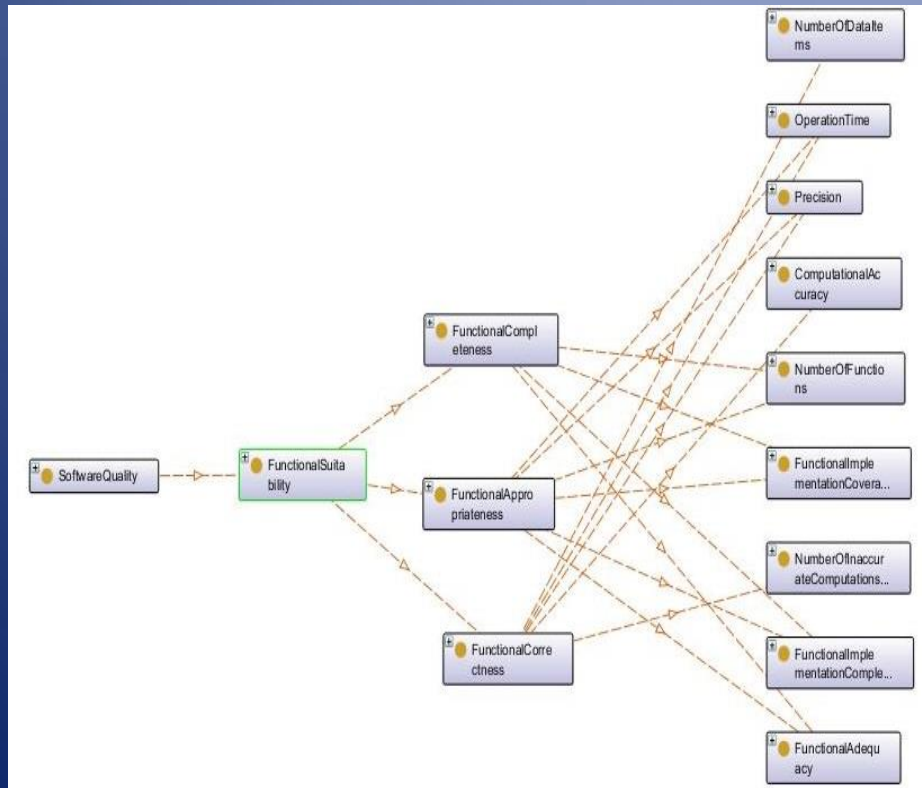 NumberOfDataIte
ms
OperationTime
Precision
ComputationalAc
curacy
FunctionalCompl
eteness
NumberOfFunctio
ns
SoftwareQuality
FunctionalSuita
bility
FunctionalAppro
priateness
FunctionalImple
mentationCovera...
NumberOfInaccur
ateComputations...
FunctionalCorre
ctness
FunctionalImple
mentationComple...
FunctionalAdequ
acy